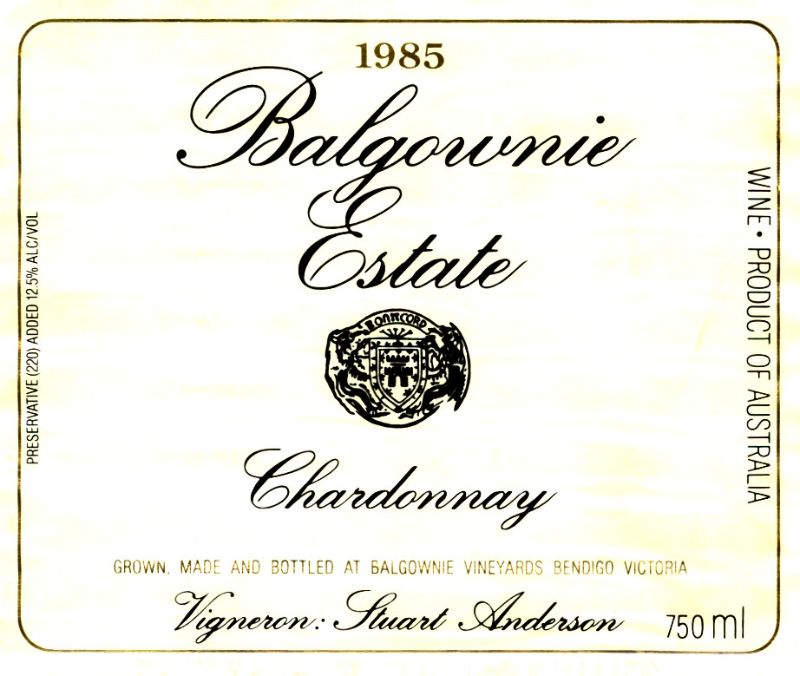 1985
Balgownie
Estate
Chardonnay
GROWN, MADE AND BOTTLED AT BALGOWNIE VINEYARDS BENDIGO VICTORIA
Vigneron: Stuart Anderson
750 ml
PRESERVATIVE (220) ADDED 12.5% ALC/VOL
WINE • PRODUCT OF AUSTRALIA